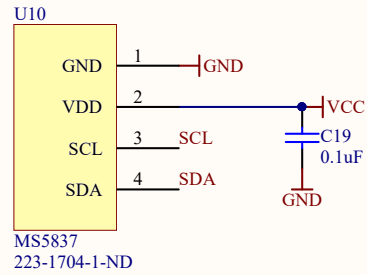 U10
GND 1 GND
VDD 2 VCC
SCL 3 SCL
C19
0.1uF
SDA 4 SDA
GND
MS5837
223-1704-1-ND